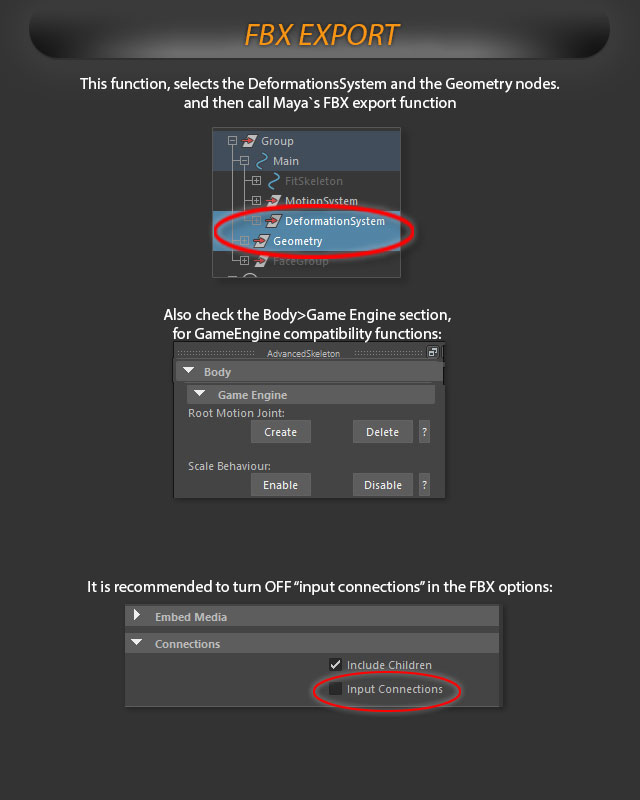 FBX EXPORT
This function, selects the DeformationsSystem and the Geometry nodes.
and then call Maya`s FBX export function
Group
Main
FitSkeleton
MotionSystem
DeformationSystem
Geometry
FaceGroup
Also check the Body>Game Engine section,
for GameEngine compatibility functions:
AdvancedSkeleton
Body
Game Engine
Root Motion Joint:
Create Delete ?
Scale Behaviour:
Enable Disable ?
It is recommended to turn OFF “input connections” in the FBX options:
Embed Media
Connections
Include Children
Input Connections